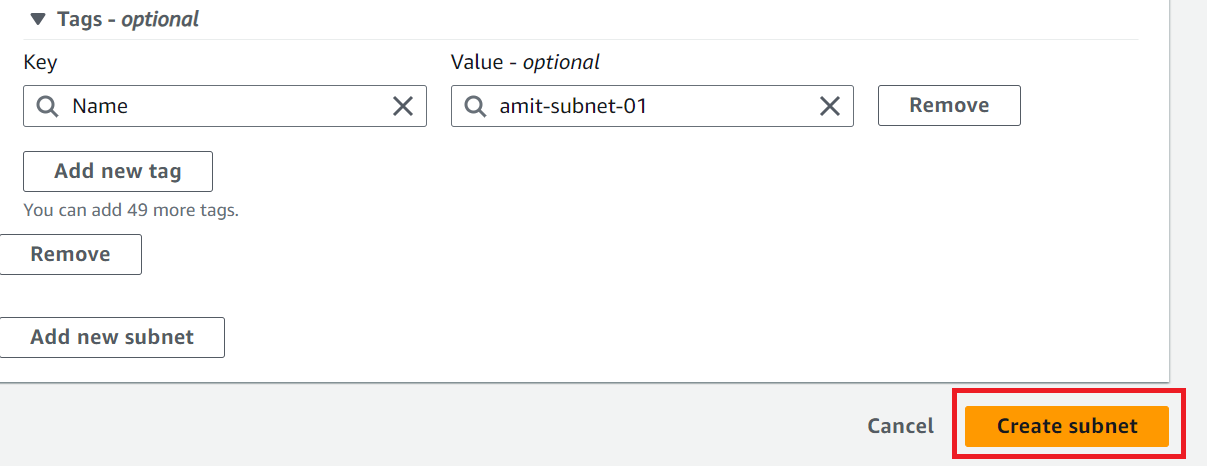 Tags - optional
Key
Value - optional
Name
amit-subnet-01
Remove
Add new tag
You can add 49 more tags.
Remove
Add new subnet
Cancel
Create subnet